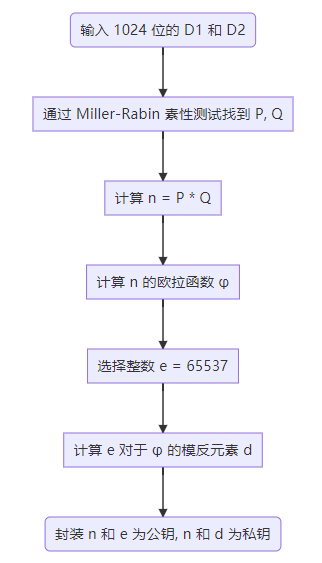 输入 1024 位的 D1 和 D2
通过 Miller-Rabin 素性测试找到 P, Q
计算 n = P * Q
计算 n 的欧拉函数 φ
选择整数 e = 65537
计算 e 对于 φ 的模反元素 d
封装 n 和 e 为公钥, n 和 d 为私钥